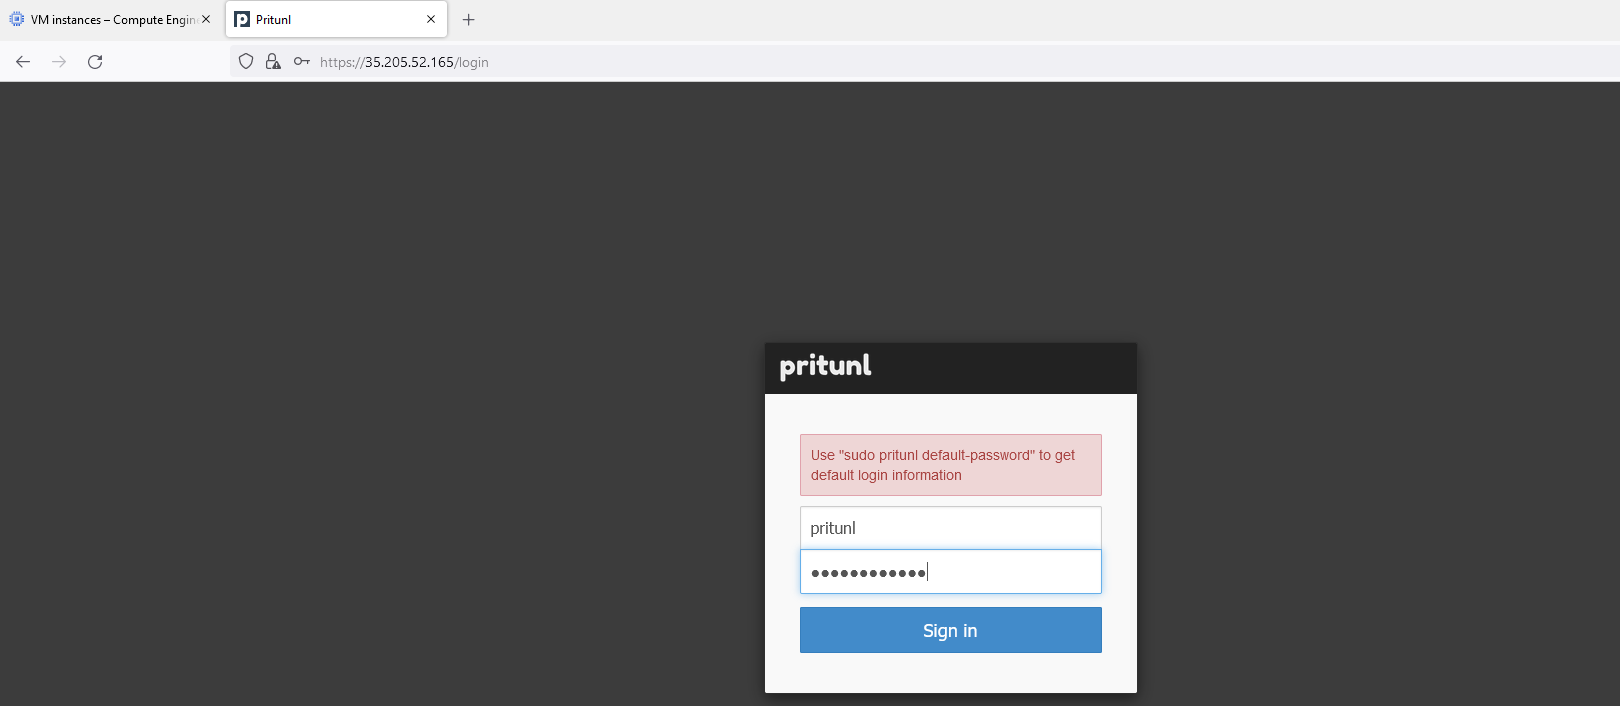 VM instances – Compute Engin
Pritunl
https://35.205.52.165/login
pritunl
Use "sudo pritunl default-password" to get
default login information
pritunl
●●●●●●●●●●●●
Sign in